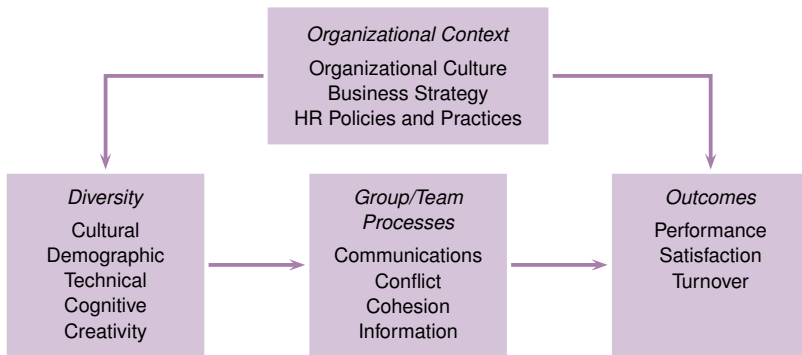 Organizational Context
Organizational Culture
Business Strategy
HR Policies and Practices
Diversity
Cultural
Demographic
Technical
Cognitive
Creativity
Group/Team
Processes
Communications
Conflict
Cohesion
Information
Outcomes
Performance
Satisfaction
Turnover